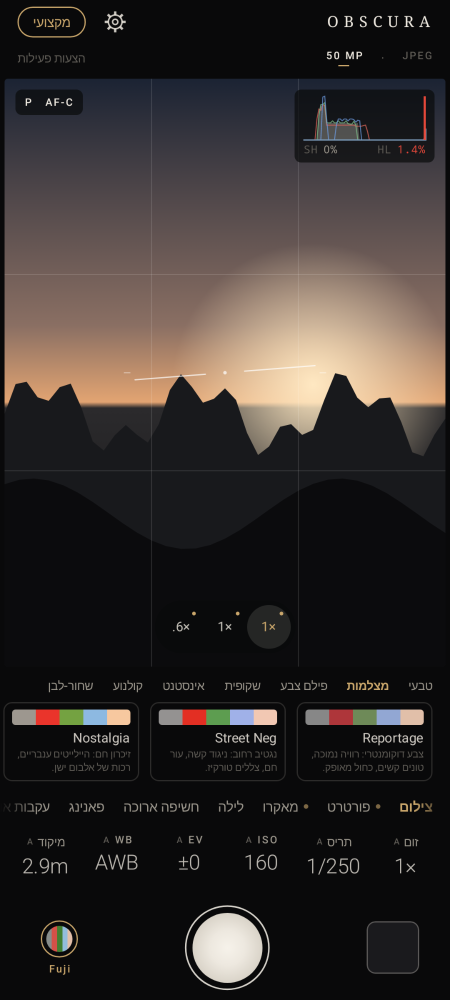 OBSCURA
מקצועי
50 MP · JPEG
הצעות פעילות
P AF-C
SH 0% HL 1.4%
.6× 1× 1×
טבעי מצלמות פילם צבע שקופית אינסטנט קולנוע שחור-לבן
Reportage
צבע דוקומנטרי: רוויה נמוכה,
טונים קשים, כחול מאופק.
Street Neg
נגטיב רחוב: ניגוד קשה, עור
חם, צללים טורקיז.
Nostalgia
זיכרון חם: היילייטים ענבריים,
רכות של אלבום ישן.
צילום • פורטרט • מאקרו לילה חשיפה ארוכה פאנינג עקבות
זום A תריס A ISO A EV A WB A מיקוד A
1× 1/250 160 ±0 AWB 2.9m
Fuji